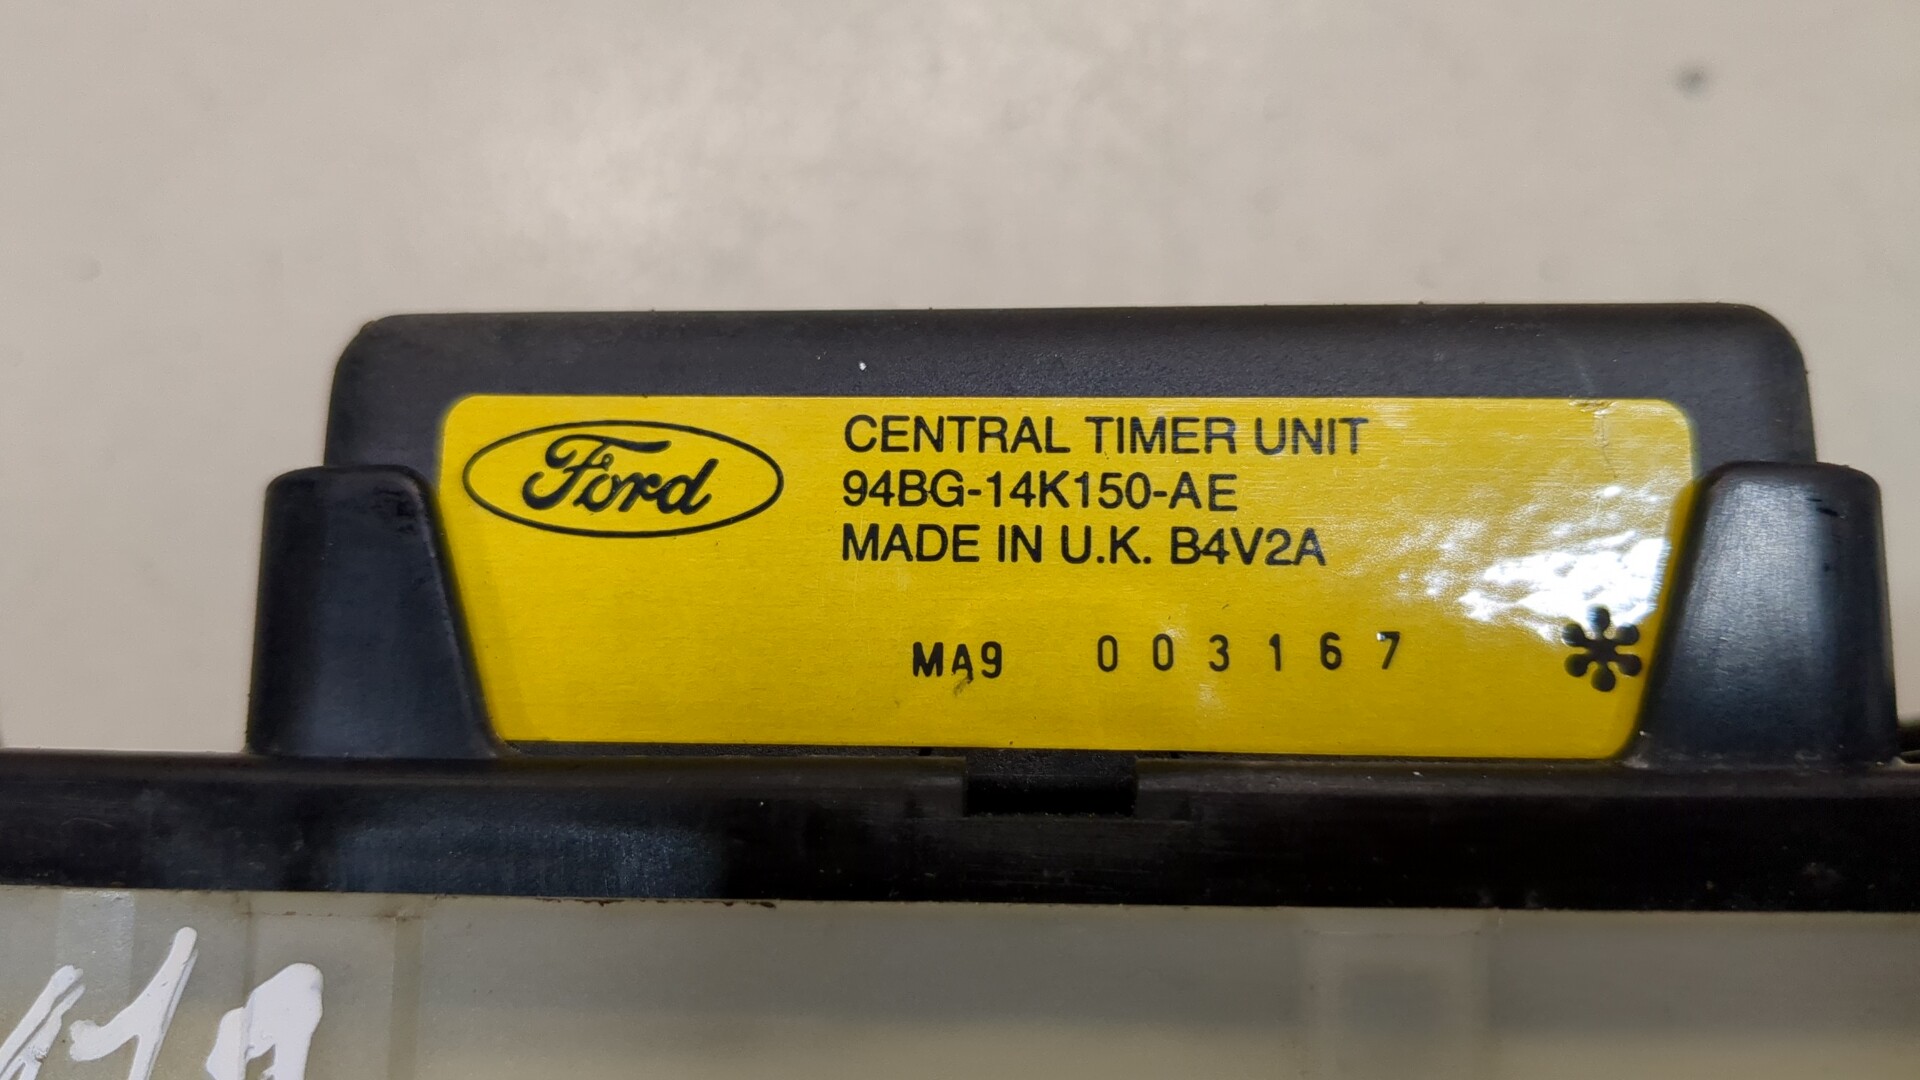 Ford
CENTRAL TIMER UNIT
94BG-14K150-AE
MADE IN U.K. B4V2A
MA9 003167